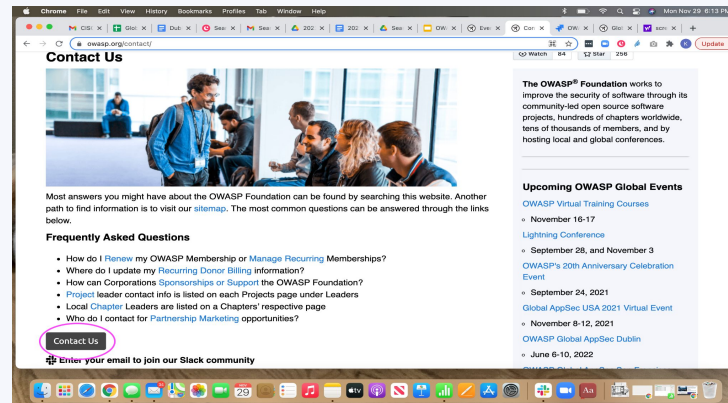 Chrome File Edit View History Bookmarks Profiles Tab Window Help
Mon Nov 29 6:13 PM
owasp.org/contact/
Update
Contact Us
Watch 84 Star 256
Most answers you might have about the OWASP Foundation can be found by searching this website. Another
path to find information is to visit our sitemap. The most common questions can be answered through the links
below.
Frequently Asked Questions
• How do I Renew my OWASP Membership or Manage Recurring Memberships?
• Where do I update my Recurring Donor Billing information?
• How can Corporations Sponsorships or Support the OWASP Foundation?
• Project leader contact info is listed on each Projects page under Leaders
• Local Chapter Leaders are listed on a Chapters' respective page
• Who do I contact for Partnership Marketing opportunities?
Contact Us
Enter your email to join our Slack community
The OWASP® Foundation works to
improve the security of software through its
community-led open source software
projects, hundreds of chapters worldwide,
tens of thousands of members, and by
hosting local and global conferences.
Upcoming OWASP Global Events
OWASP Virtual Training Courses
◦ November 16-17
Lightning Conference
◦ September 28, and November 3
OWASP's 20th Anniversary Celebration
Event
◦ September 24, 2021
Global AppSec USA 2021 Virtual Event
◦ November 8-12, 2021
OWASP Global AppSec Dublin
◦ June 6-10, 2022